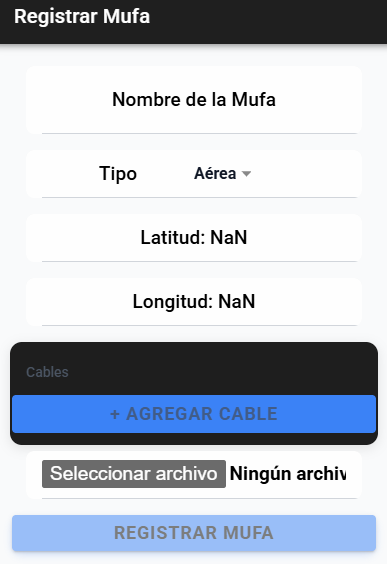 Registrar Mufa
Nombre de la Mufa
Tipo Aérea
Latitud: NaN
Longitud: NaN
Cables
+ AGREGAR CABLE
Seleccionar archivo Ningún archiv
REGISTRAR MUFA